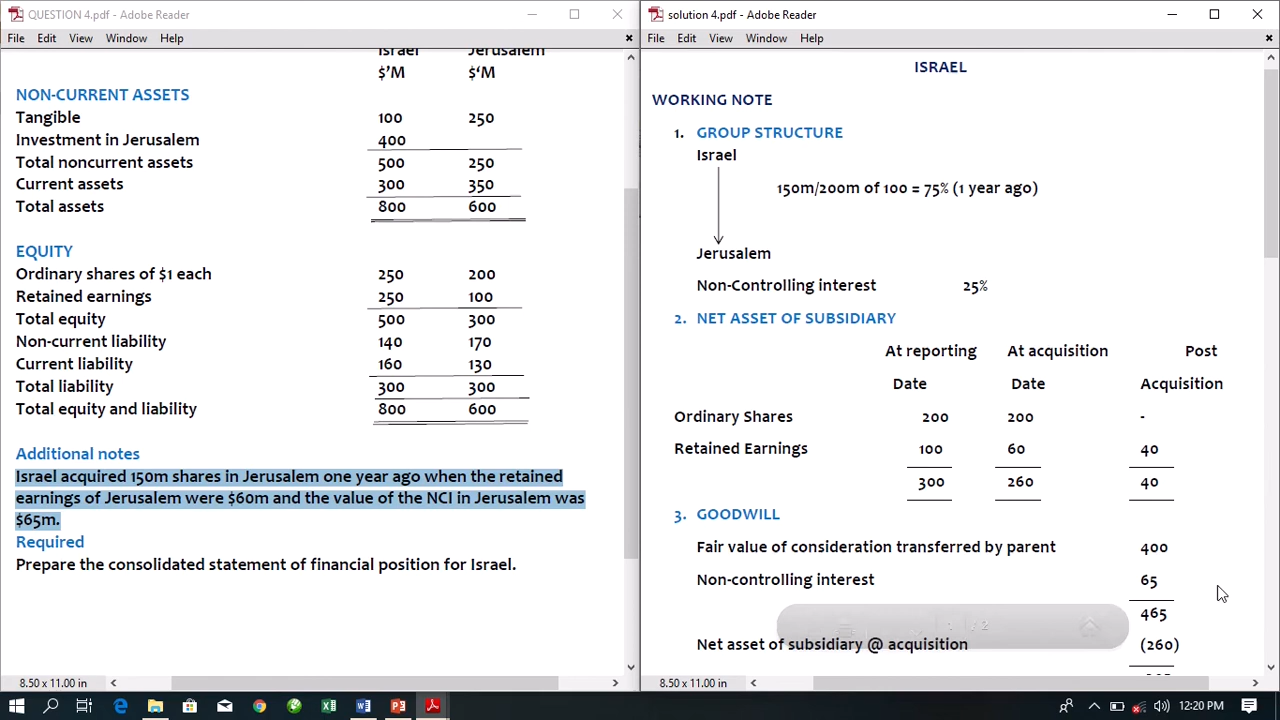 QUESTION 4.pdf - Adobe Reader
File Edit View Window Help
Israel Jerusalem
$'M $'M
NON-CURRENT ASSETS
Tangible 100 250
Investment in Jerusalem 400
Total noncurrent assets 500 250
Current assets 300 350
Total assets 800 600
EQUITY
Ordinary shares of $1 each 250 200
Retained earnings 250 100
Total equity 500 300
Non-current liability 140 170
Current liability 160 130
Total liability 300 300
Total equity and liability 800 600
Additional notes
Israel acquired 150m shares in Jerusalem one year ago when the retained
earnings of Jerusalem were $60m and the value of the NCI in Jerusalem was
$65m.
Required
Prepare the consolidated statement of financial position for Israel.
8.50 x 11.00 in
solution 4.pdf - Adobe Reader
File Edit View Window Help
ISRAEL
WORKING NOTE
1. GROUP STRUCTURE
Israel
150m/200m of 100 = 75% (1 year ago)
Jerusalem
Non-Controlling interest 25%
2. NET ASSET OF SUBSIDIARY
At reporting At acquisition Post
Date Date Acquisition
Ordinary Shares 200 200 -
Retained Earnings 100 60 40
300 260 40
3. GOODWILL
Fair value of consideration transferred by parent 400
Non-controlling interest 65
465
Net asset of subsidiary @ acquisition (260)
8.50 x 11.00 in
12:20 PM